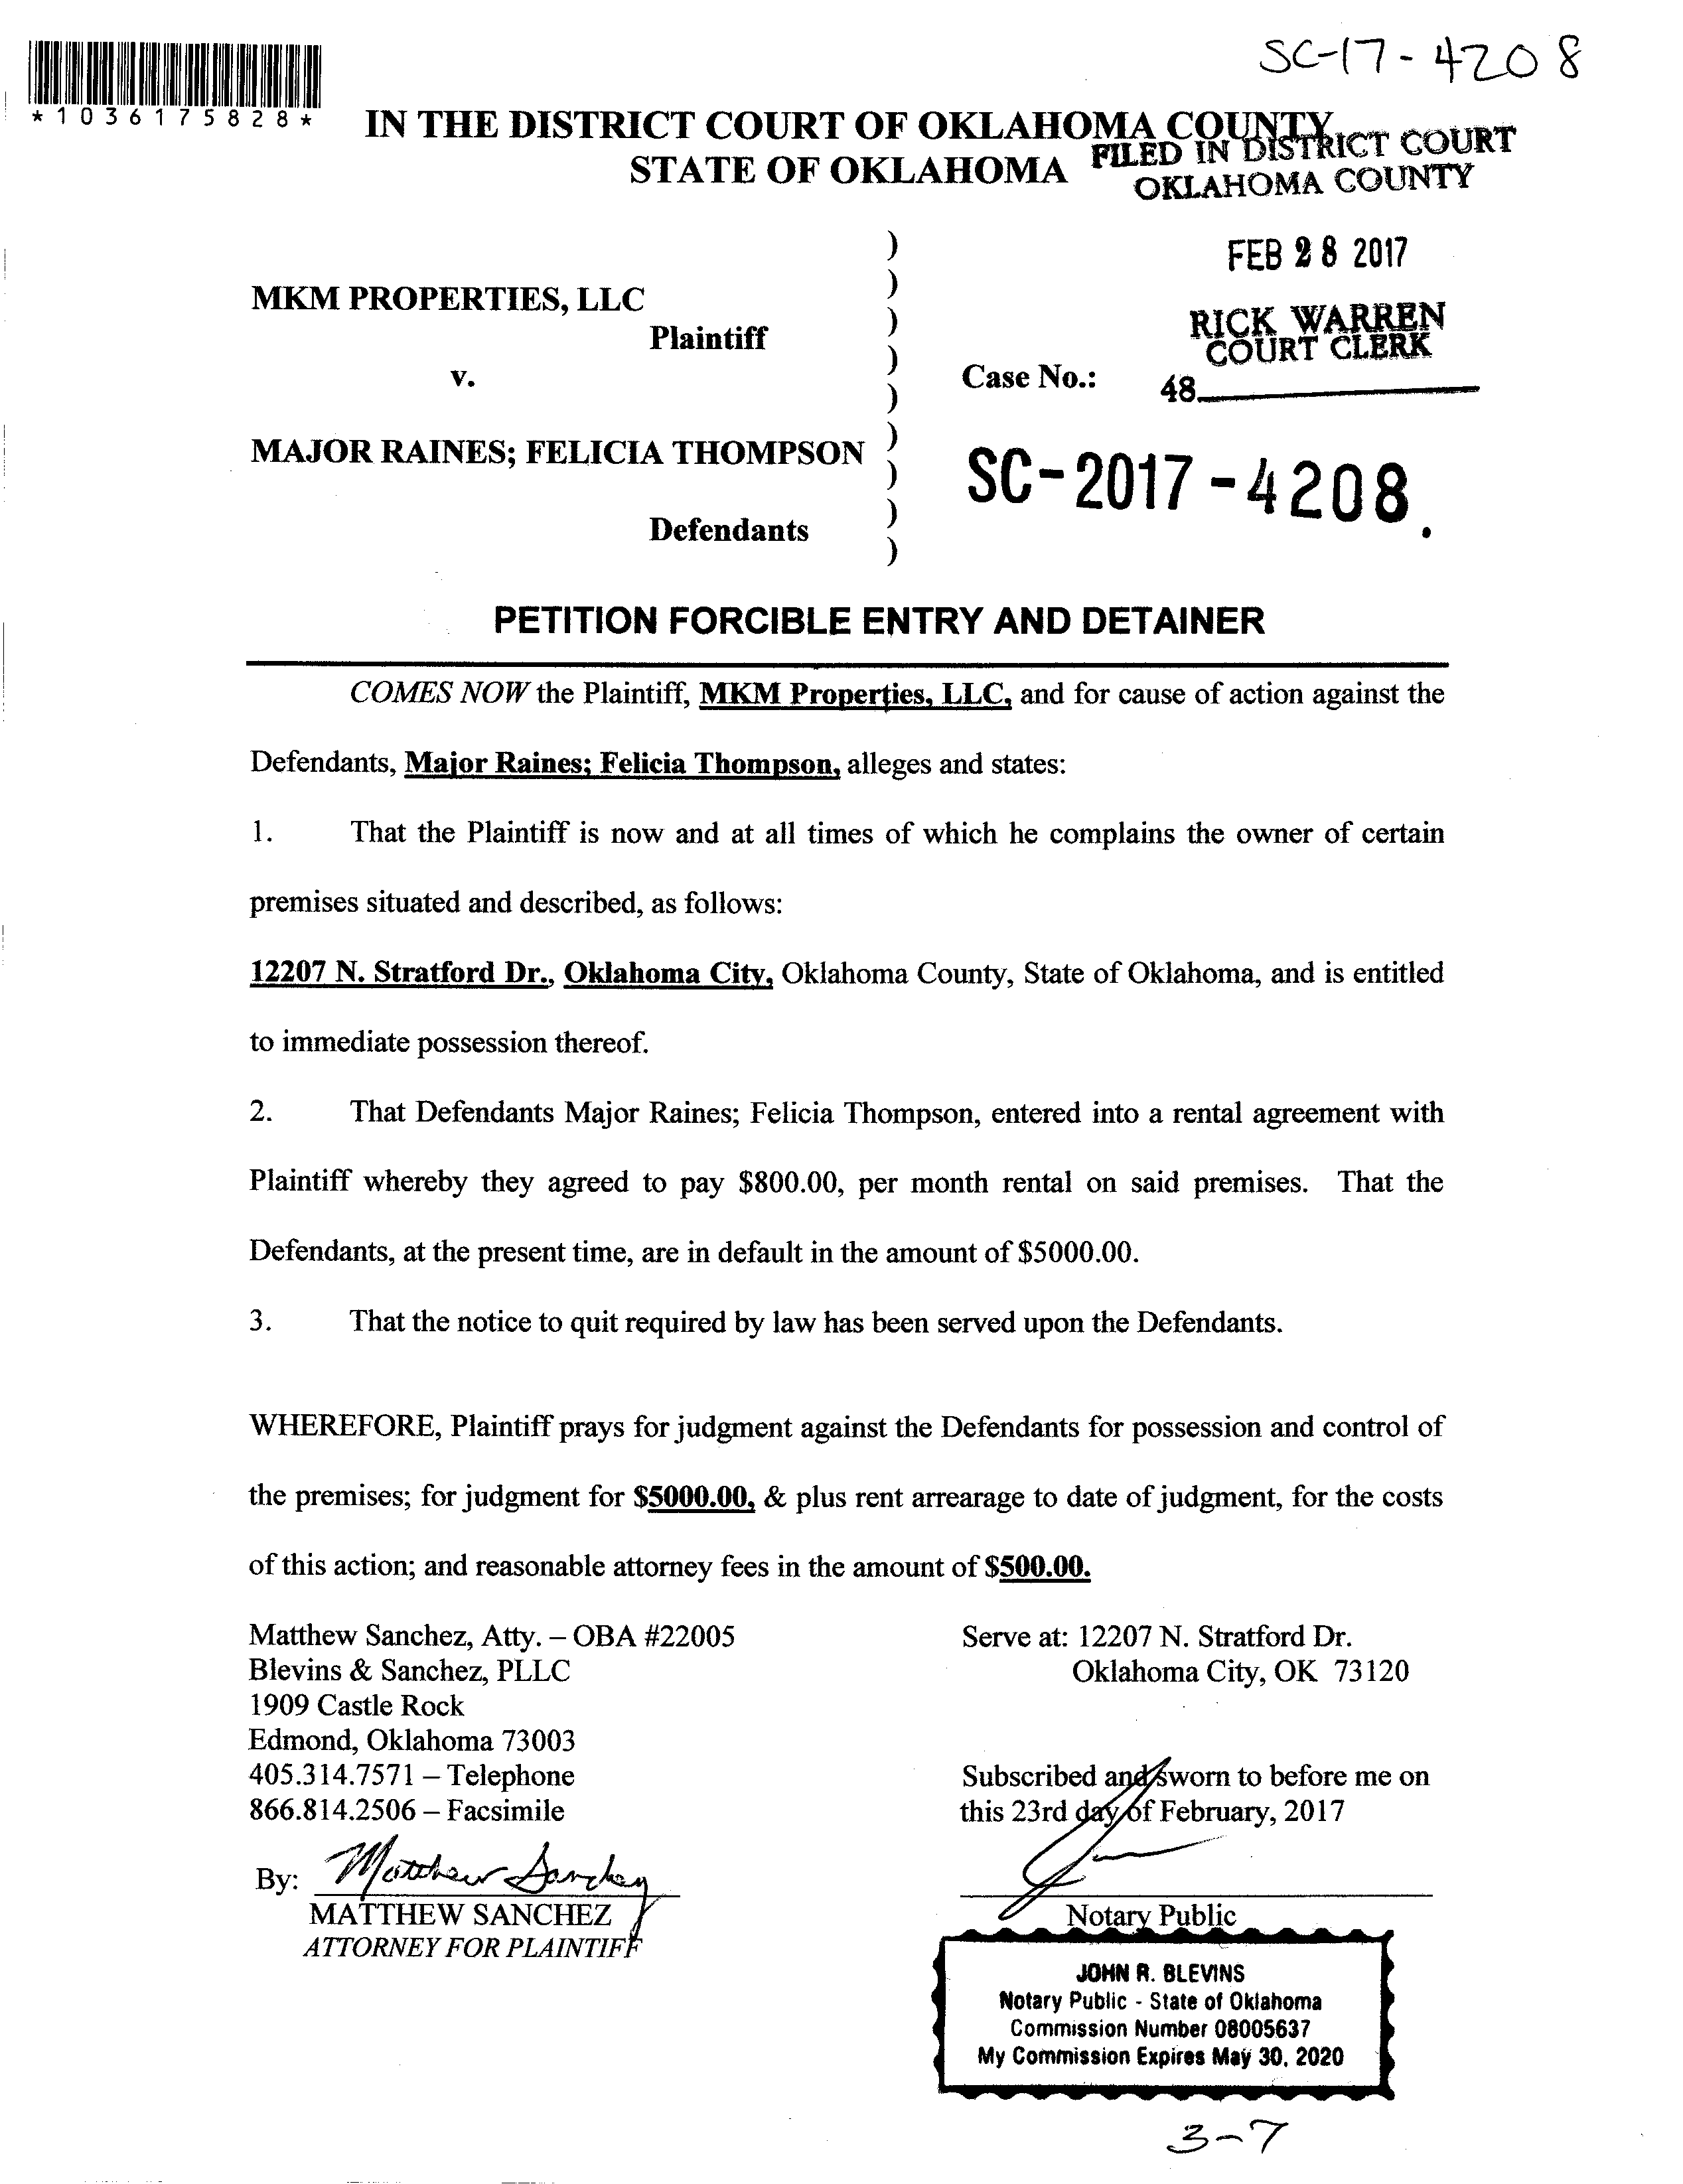 SC-17-4208
*1036175828*
IN THE DISTRICT COURT OF OKLAHOMA COUNTY
STATE OF OKLAHOMA
FILED IN DISTRICT COURT
OKLAHOMA COUNTY
FEB 28 2017
RICK WARREN
COURT CLERK
48
MKM PROPERTIES, LLC )
Plaintiff )
v. ) Case No.:
MAJOR RAINES; FELICIA THOMPSON )
SC-2017-4208.
Defendants )
PETITION FORCIBLE ENTRY AND DETAINER
COMES NOW the Plaintiff, MKM Properties, LLC, and for cause of action against the
Defendants, Major Raines; Felicia Thompson, alleges and states:
1. That the Plaintiff is now and at all times of which he complains the owner of certain
premises situated and described, as follows:
12207 N. Stratford Dr., Oklahoma City, Oklahoma County, State of Oklahoma, and is entitled
to immediate possession thereof.
2. That Defendants Major Raines; Felicia Thompson, entered into a rental agreement with
Plaintiff whereby they agreed to pay $800.00, per month rental on said premises. That the
Defendants, at the present time, are in default in the amount of $5000.00.
3. That the notice to quit required by law has been served upon the Defendants.
WHEREFORE, Plaintiff prays for judgment against the Defendants for possession and control of
the premises; for judgment for $5000.00, & plus rent arrearage to date of judgment, for the costs
of this action; and reasonable attorney fees in the amount of $500.00.
Matthew Sanchez, Atty. – OBA #22005
Blevins & Sanchez, PLLC
1909 Castle Rock
Edmond, Oklahoma 73003
405.314.7571 – Telephone
866.814.2506 – Facsimile
By: Matthew Sanchez
MATTHEW SANCHEZ
ATTORNEY FOR PLAINTIFF
Serve at: 12207 N. Stratford Dr.
Oklahoma City, OK 73120
Subscribed and sworn to before me on
this 23rd day of February, 2017
Notary Public
JOHN R. BLEVINS
Notary Public - State of Oklahoma
Commission Number 08005637
My Commission Expires May 30, 2020
3-7